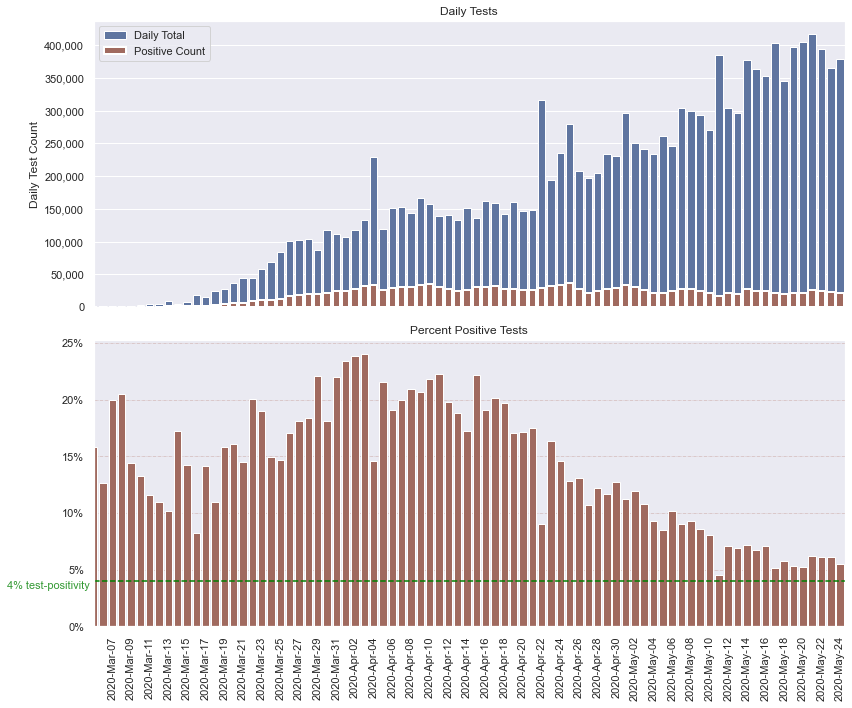 Daily Tests
Daily Total
Positive Count
Daily Test Count
400,000
350,000
300,000
250,000
200,000
150,000
100,000
50,000
0
Percent Positive Tests
25%
20%
15%
10%
5%
4% test-positivity
0%
2020-Mar-07
2020-Mar-09
2020-Mar-11
2020-Mar-13
2020-Mar-15
2020-Mar-17
2020-Mar-19
2020-Mar-21
2020-Mar-23
2020-Mar-25
2020-Mar-27
2020-Mar-29
2020-Mar-31
2020-Apr-02
2020-Apr-04
2020-Apr-06
2020-Apr-08
2020-Apr-10
2020-Apr-12
2020-Apr-14
2020-Apr-16
2020-Apr-18
2020-Apr-20
2020-Apr-22
2020-Apr-24
2020-Apr-26
2020-Apr-28
2020-Apr-30
2020-May-02
2020-May-04
2020-May-06
2020-May-08
2020-May-10
2020-May-12
2020-May-14
2020-May-16
2020-May-18
2020-May-20
2020-May-22
2020-May-24